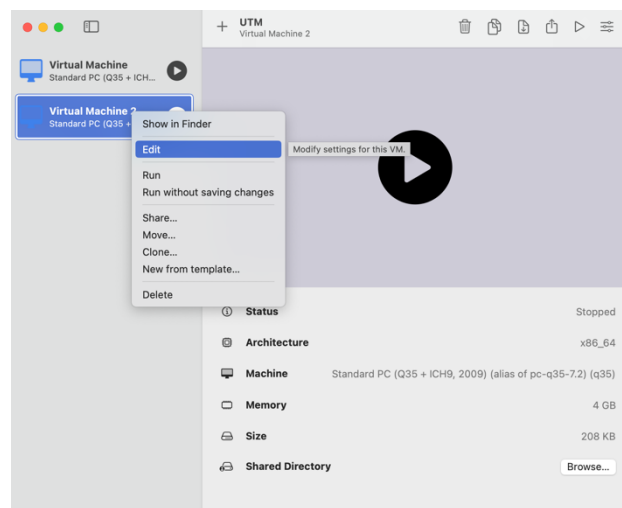 UTM
Virtual Machine 2
Virtual Machine
Standard PC (Q35 + ICH...
Virtual Machine 2
Standard PC (Q35 +
Show in Finder
Edit
Modify settings for this VM.
Run
Run without saving changes
Share...
Move...
Clone...
New from template...
Delete
Status
Stopped
Architecture
x86_64
Machine
Standard PC (Q35 + ICH9, 2009) (alias of pc-q35-7.2) (q35)
Memory
4 GB
Size
208 KB
Shared Directory
Browse...